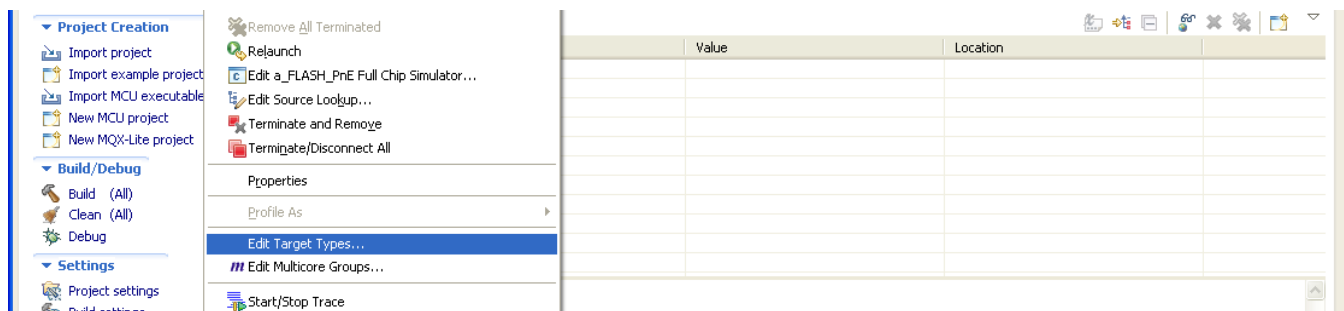 Project Creation
Import project
Import example project
Import MCU executable
New MCU project
New MQX-Lite project
Build/Debug
Build (All)
Clean (All)
Debug
Settings
Project settings
Build settings
Remove All Terminated
Relaunch
Edit a_FLASH_PnE Full Chip Simulator...
Edit Source Lookup...
Terminate and Remove
Terminate/Disconnect All
Properties
Profile As
Edit Target Types...
Edit Multicore Groups...
Start/Stop Trace
Value Location